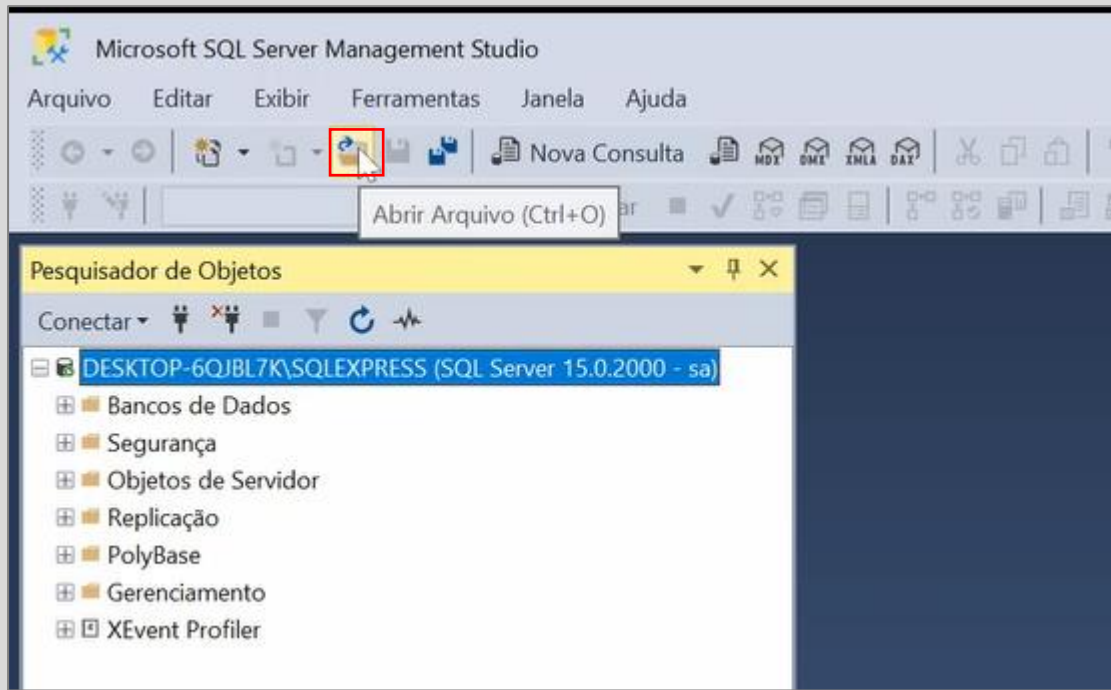 Microsoft SQL Server Management Studio
Arquivo Editar Exibir Ferramentas Janela Ajuda
Nova Consulta MDX DMX XMLA DAX
Abrir Arquivo (Ctrl+O)
Pesquisador de Objetos
Conectar
DESKTOP-6QJBL7K\SQLEXPRESS (SQL Server 15.0.2000 - sa)
Bancos de Dados
Segurança
Objetos de Servidor
Replicação
PolyBase
Gerenciamento
XEvent Profiler